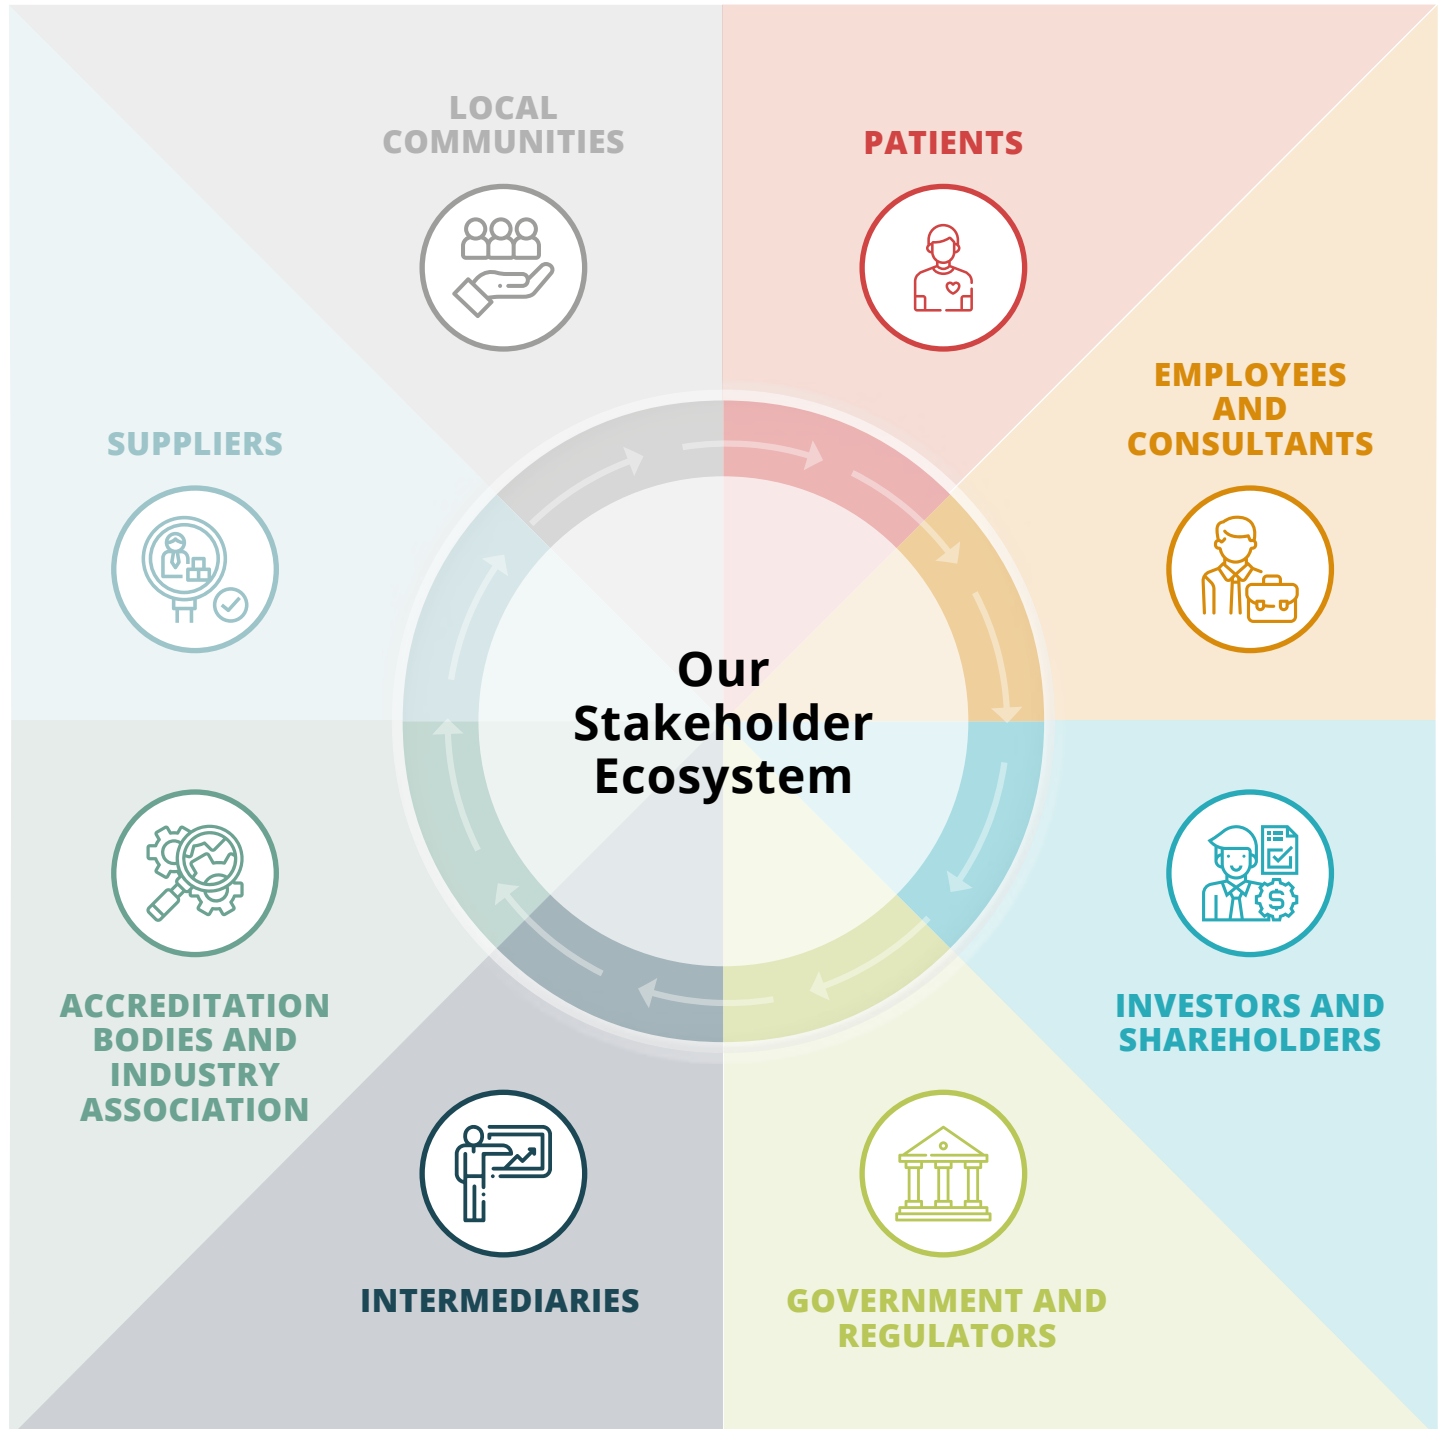 LOCAL
COMMUNITIES
PATIENTS
EMPLOYEES
AND
CONSULTANTS
SUPPLIERS
Our
Stakeholder
Ecosystem
ACCREDITATION
BODIES AND
INDUSTRY
ASSOCIATION
INVESTORS AND
SHAREHOLDERS
INTERMEDIARIES
GOVERNMENT AND
REGULATORS